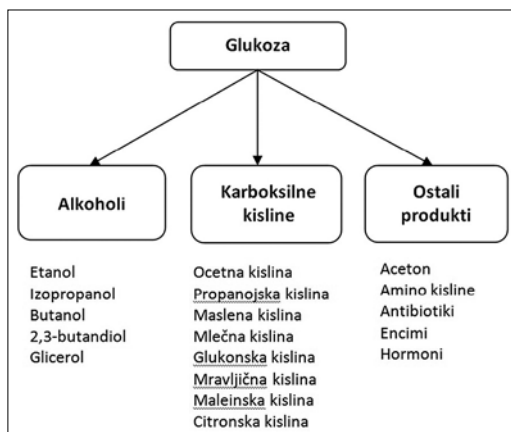 Glukoza
Alkoholi
Karboksilne
kisline
Ostali
produkti
Etanol
Izopropanol
Butanol
2,3-butandiol
Glicerol
Ocetna kislina
Propanojska kislina
Maslena kislina
Mlečna kislina
Glukonska kislina
Mravljična kislina
Maleinska kislina
Citronska kislina
Aceton
Amino kisline
Antibiotiki
Encimi
Hormoni